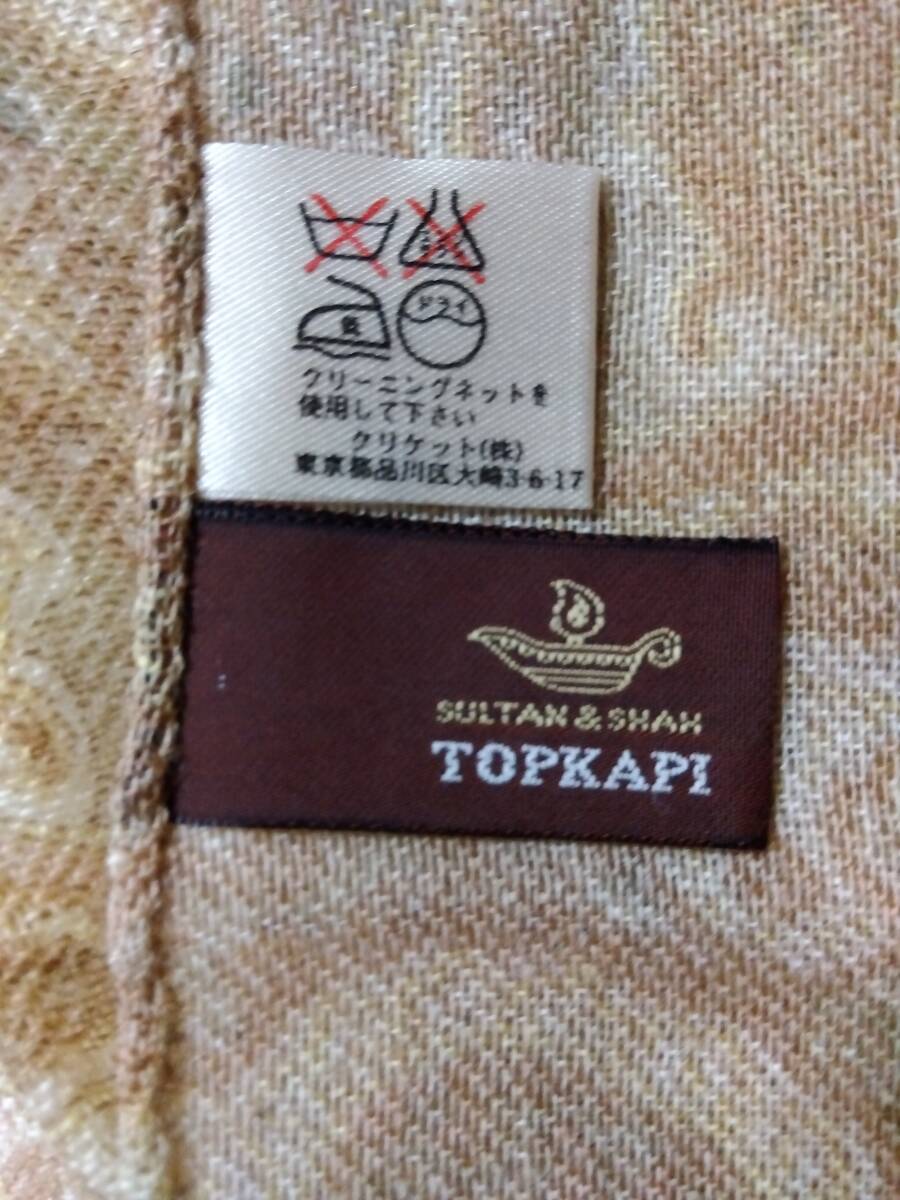 ドライ
クリーニングネットを
使用して下さい
クリケット(株)
東京都品川区大崎3-6-17
SULTAN & SHAH
TOPKAPI